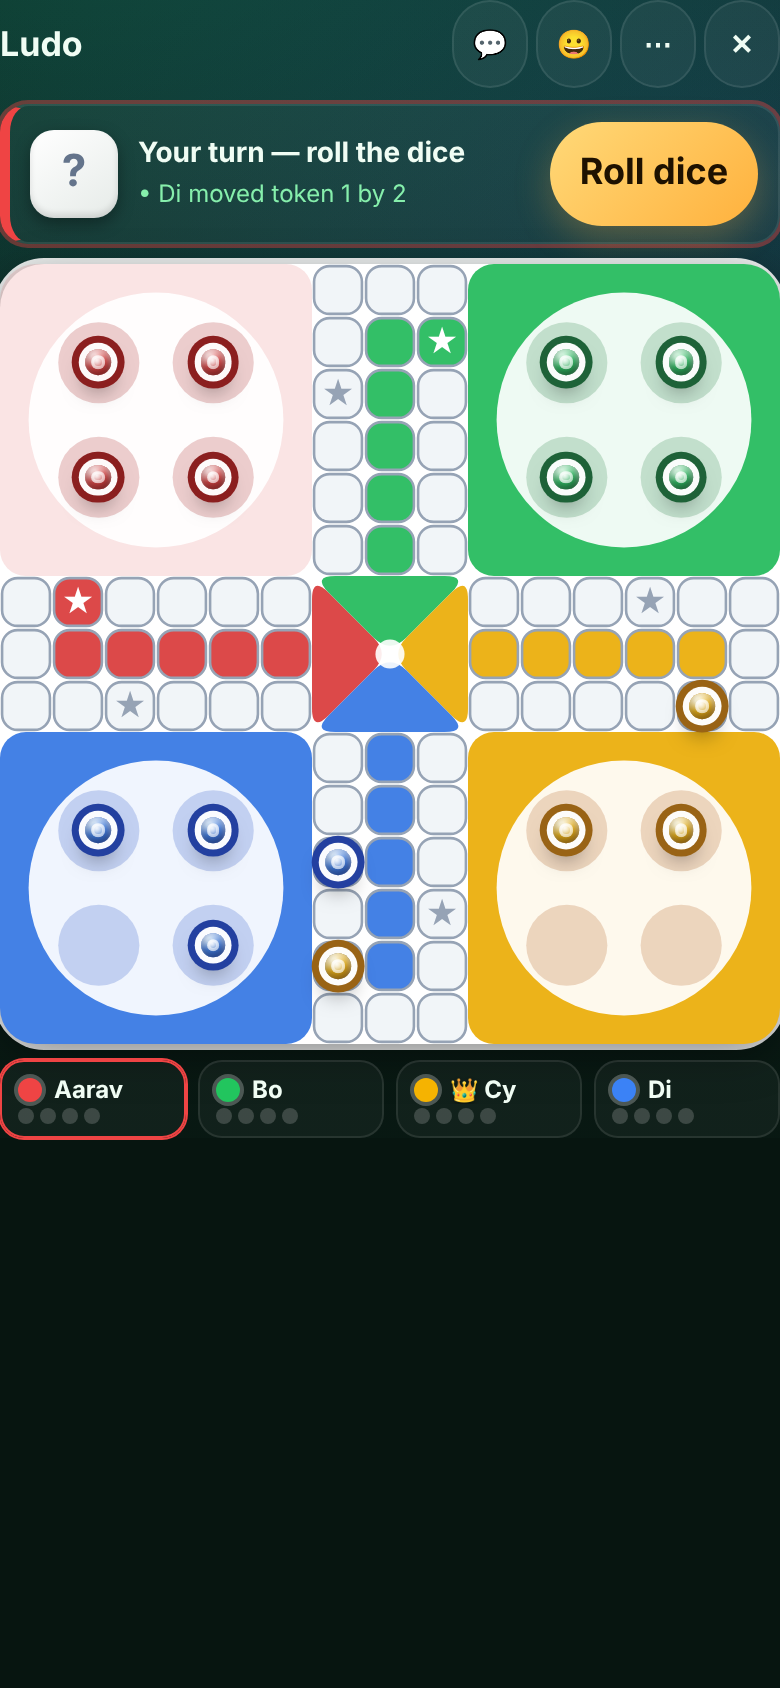 Ludo
?
Your turn — roll the dice
• Di moved token 1 by 2
Roll dice
Aarav
Bo
Cy
Di